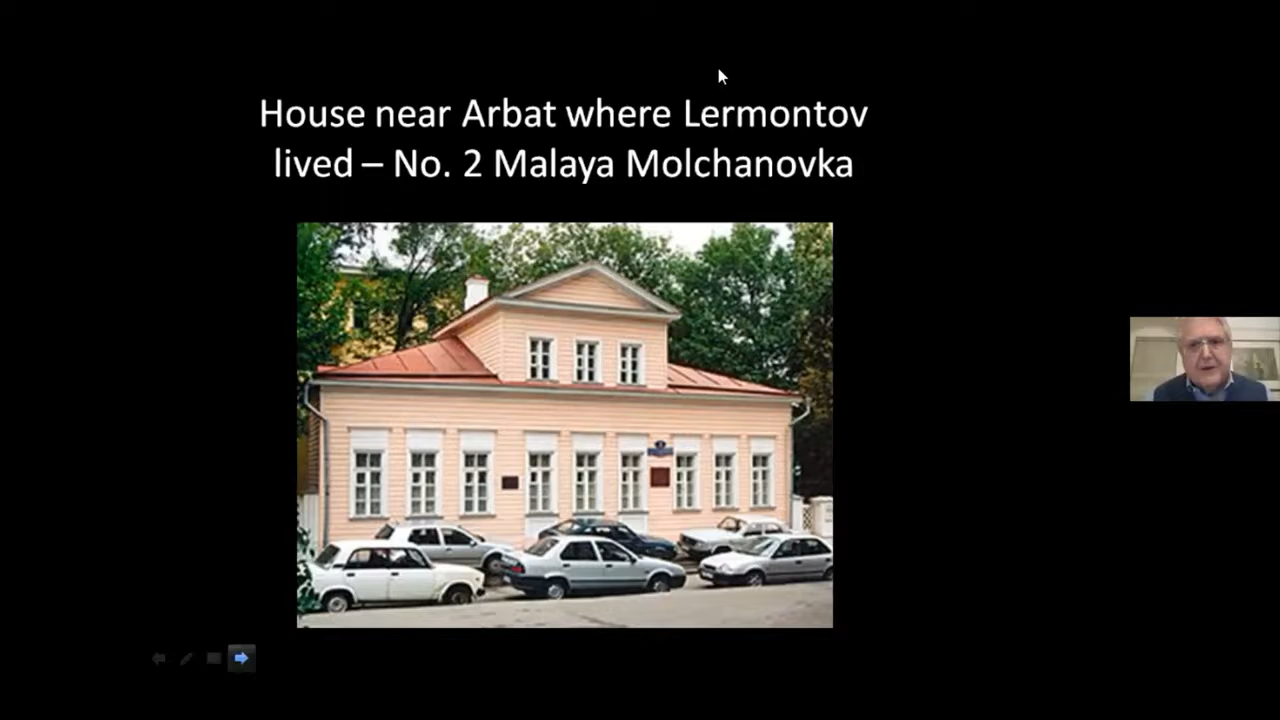 House near Arbat where Lermontov
lived – No. 2 Malaya Molchanovka